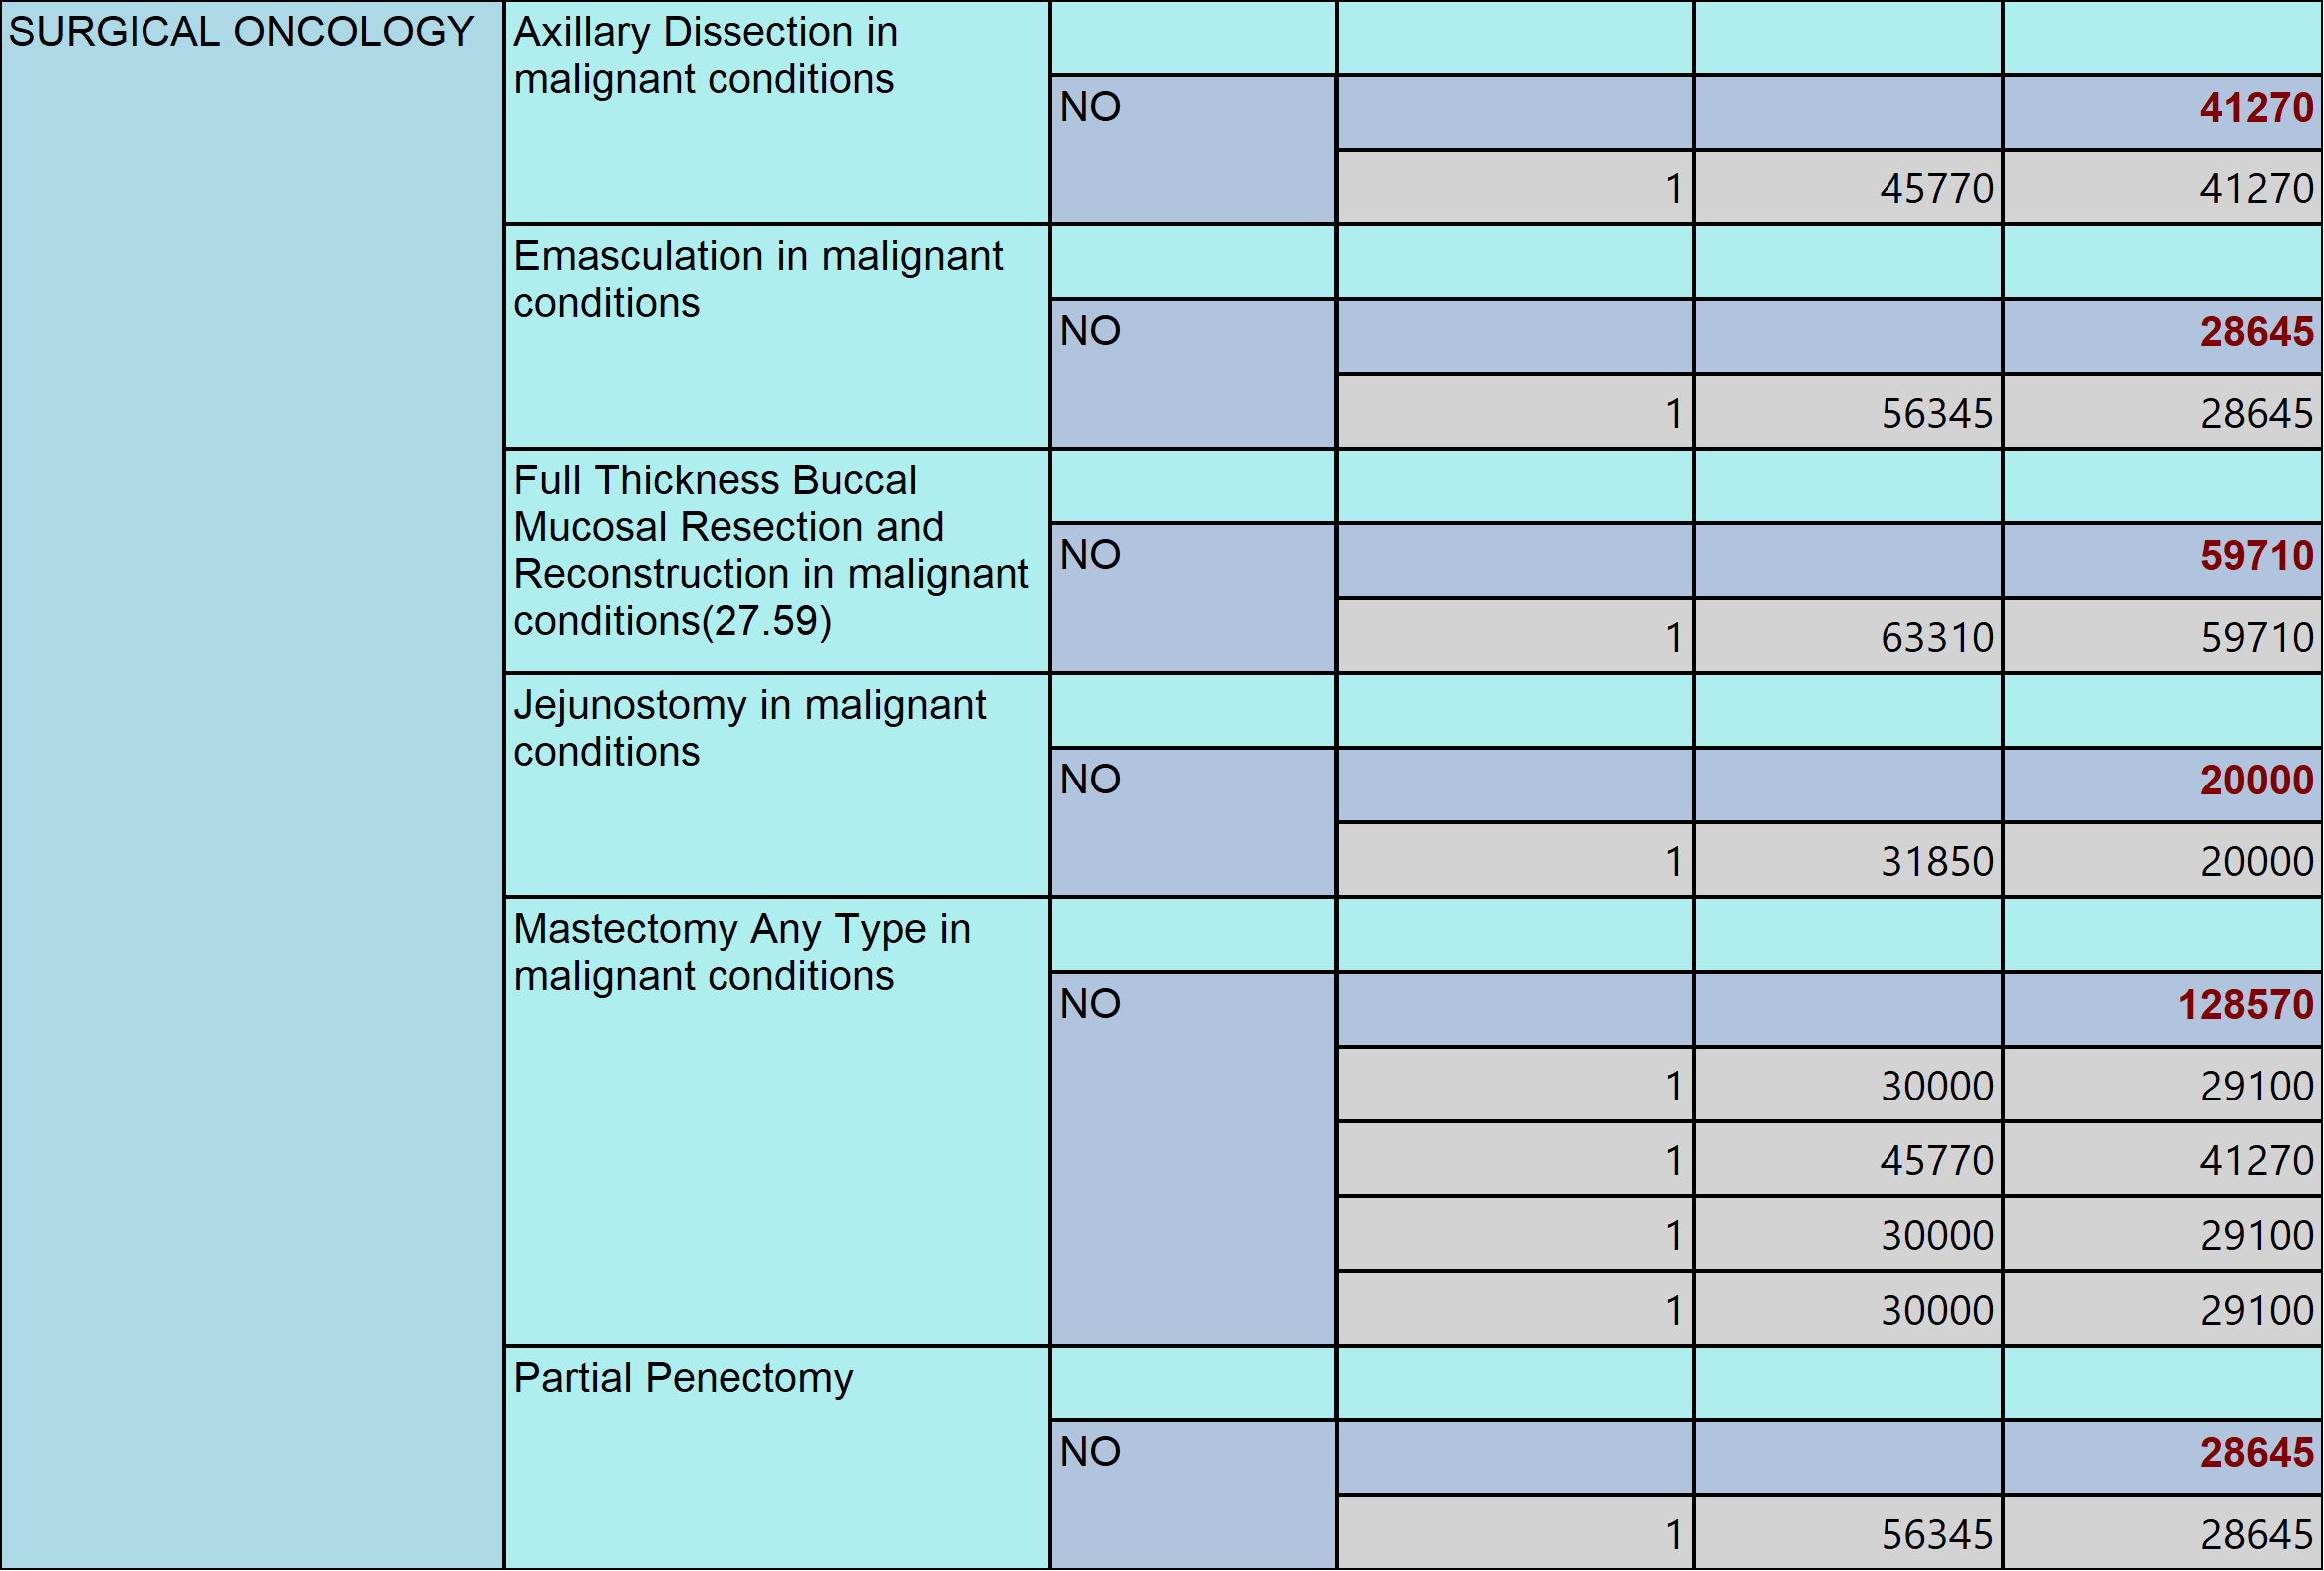 SURGICAL ONCOLOGY
Axillary Dissection in
malignant conditions
NO
41270
1 45770 41270
Emasculation in malignant
conditions
NO
28645
1 56345 28645
Full Thickness Buccal
Mucosal Resection and
Reconstruction in malignant
conditions(27.59)
NO
59710
1 63310 59710
Jejunostomy in malignant
conditions
NO
20000
1 31850 20000
Mastectomy Any Type in
malignant conditions
NO
128570
1 30000 29100
1 45770 41270
1 30000 29100
1 30000 29100
Partial Penectomy
NO
28645
1 56345 28645